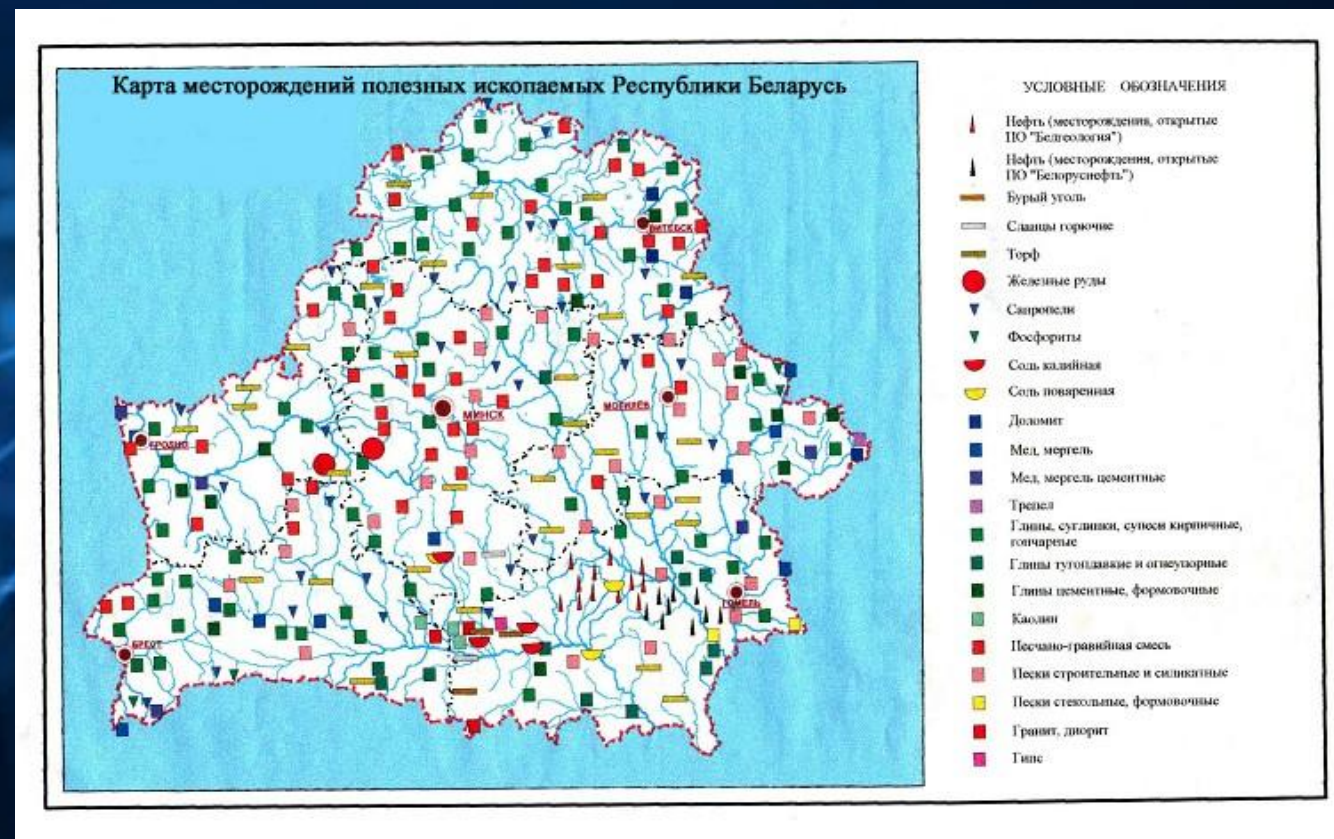 Карта месторождений полезных ископаемых Республики Беларусь
УСЛОВНЫЕ ОБОЗНАЧЕНИЯ
Нефть (месторождения, открытые
ПО "Белгеология")
Нефть (месторождения, открытые
ПО "Белоруснефть")
Бурый уголь
Сланцы горючие
Торф
Железные руды
Сапропели
Фосфориты
Соль калийная
Соль поваренная
Доломит
Мел, мергель
Мел, мергель цементные
Трепел
Глины, суглинки, супеси кирпичные,
гончарные
Глины тугоплавкие и огнеупорные
Глины цементные, формовочные
Каолин
Песчано-гравийная смесь
Пески строительные и силикатные
Пески стекольные, формовочные
Гранит, диорит
Гипс
ВИТЕБСК
МИНСК
МОГИЛЁВ
ГРОДНО
ГОМЕЛЬ
БРЕСТ